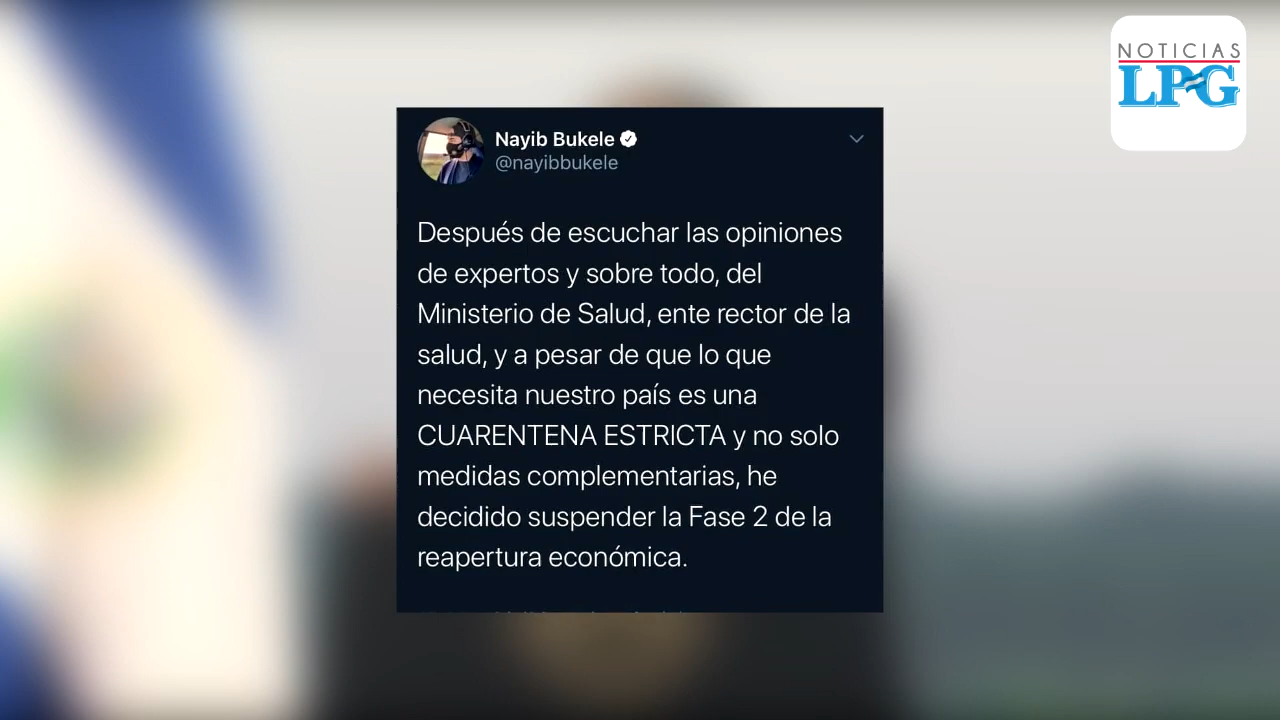 NOTICIAS
LPG
Nayib Bukele
@nayibbukele
Después de escuchar las opiniones
de expertos y sobre todo, del
Ministerio de Salud, ente rector de la
salud, y a pesar de que lo que
necesita nuestro país es una
CUARENTENA ESTRICTA y no solo
medidas complementarias, he
decidido suspender la Fase 2 de la
reapertura económica.